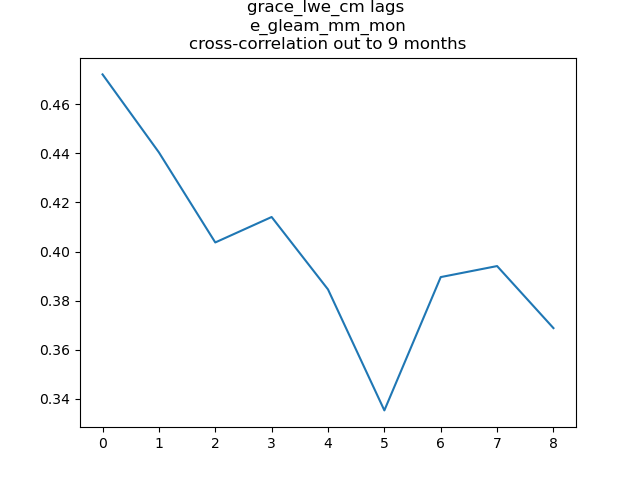 grace_lwe_cm lags
e_gleam_mm_mon
cross-correlation out to 9 months
0.46
0.44
0.42
0.40
0.38
0.36
0.34
0 1 2 3 4 5 6 7 8